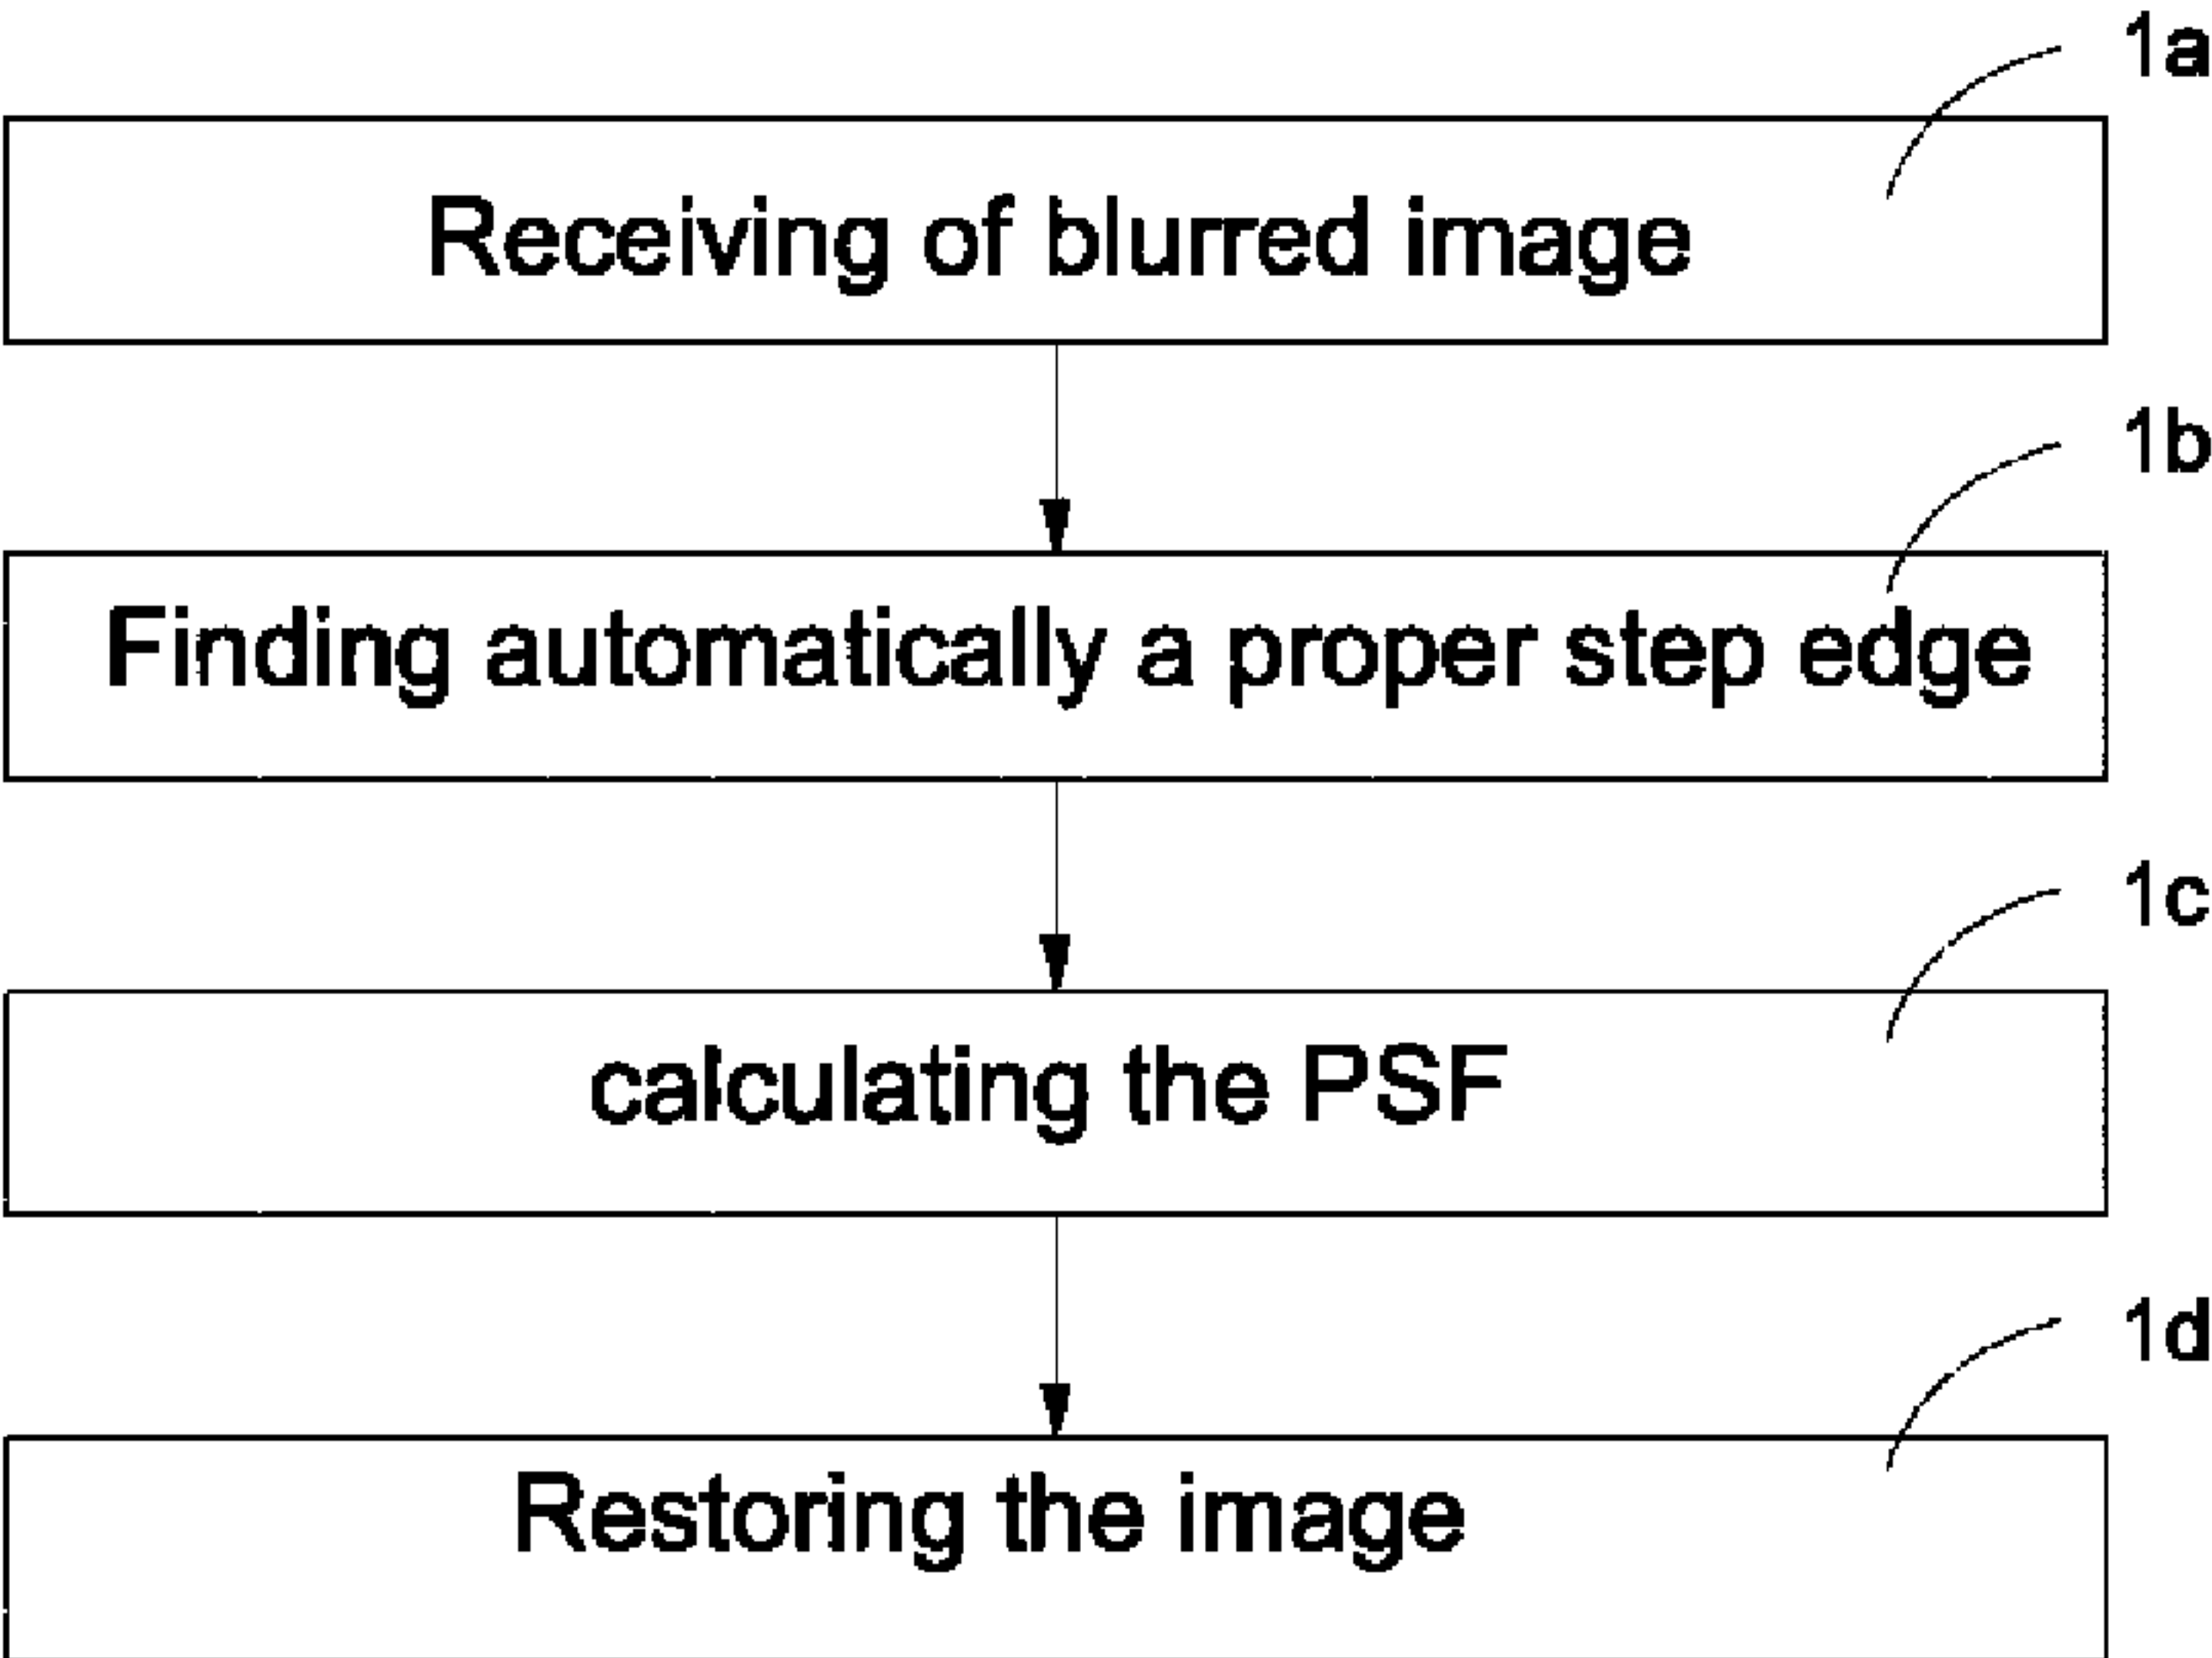 1a
Receiving of blurred image
1b
Finding automatically a proper step edge
1c
calculating the PSF
1d
Restoring the image